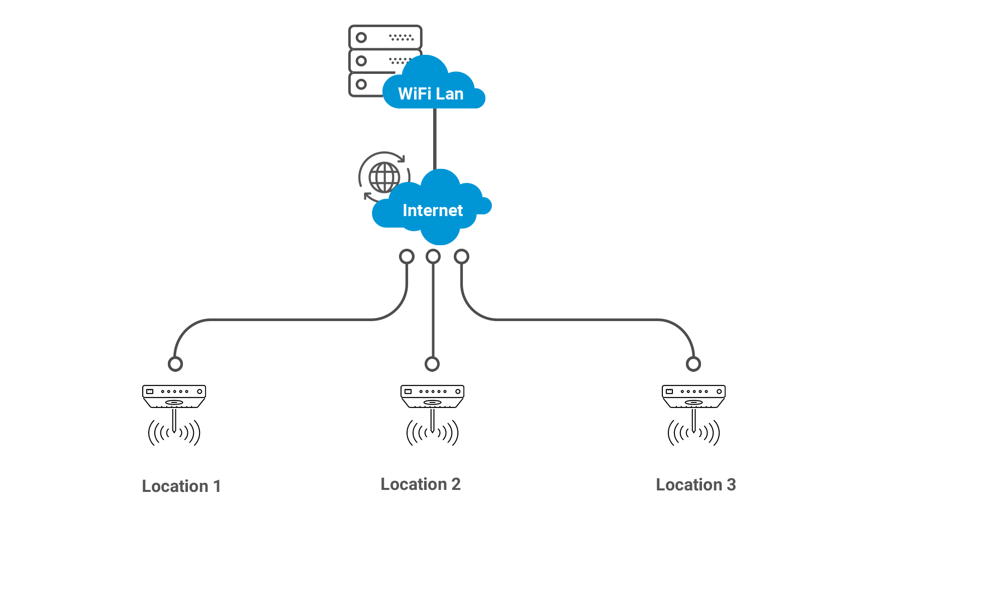 WiFi Lan
Internet
Location 1
Location 2
Location 3